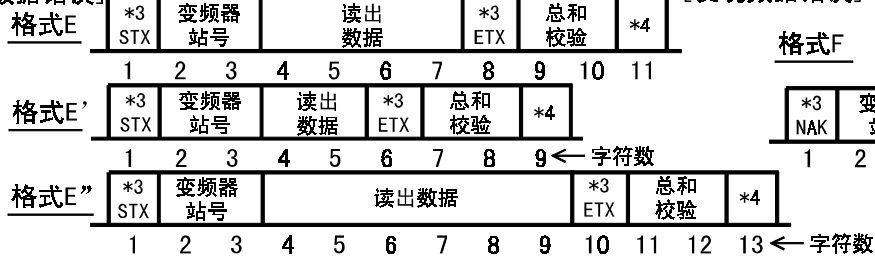 格式E *3 STX 变频器 站号 读出 数据 *3 ETX 总和 校验 *4
1 2 3 4 5 6 7 8 9 10 11
格式F
格式E' *3 STX 变频器 站号 读出 数据 *3 ETX 总和 校验 *4
*3 NAK
1 2 3 4 5 6 7 8 9 ← 字符数
1 2
格式E” *3 STX 变频器 站号 读出数据 *3 ETX 总和 校验 *4
1 2 3 4 5 6 7 8 9 10 11 12 13 ← 字符数